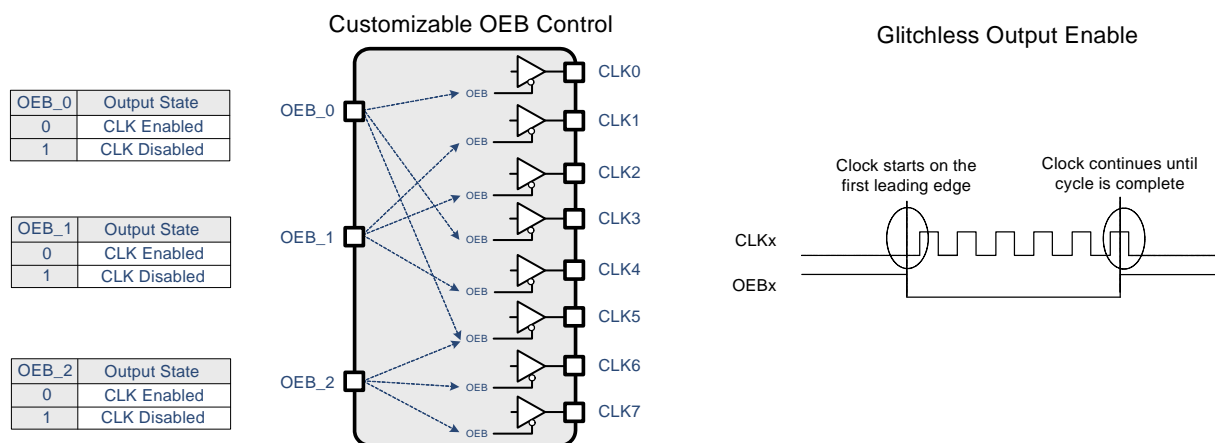 Customizable OEB Control
Glitchless Output Enable
OEB_0 Output State
0 CLK Enabled
1 CLK Disabled
OEB_1 Output State
0 CLK Enabled
1 CLK Disabled
OEB_2 Output State
0 CLK Enabled
1 CLK Disabled
OEB_0
OEB_1
OEB_2
OEB
OEB
OEB
OEB
OEB
OEB
OEB
OEB
CLK0
CLK1
CLK2
CLK3
CLK4
CLK5
CLK6
CLK7
Clock starts on the
first leading edge
Clock continues until
cycle is complete
CLKx
OEBx